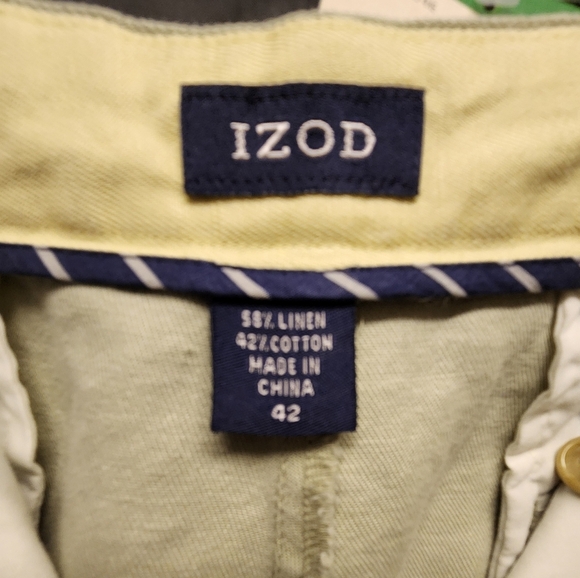 IZOD
58% LINEN
42% COTTON
MADE IN
CHINA
42